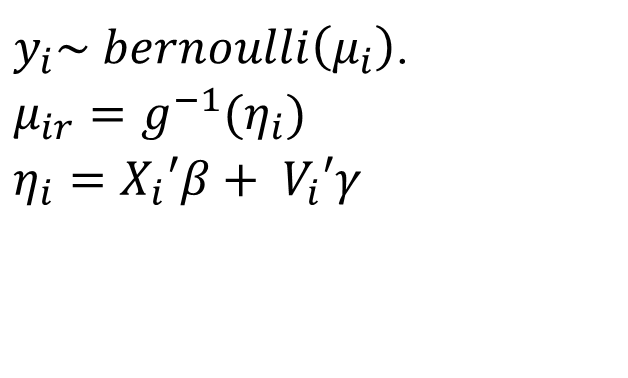 yᵢ~ bernoulli(μᵢ).
μᵢᵣ = g⁻¹(ηᵢ)
ηᵢ = Xᵢ′β + Vᵢ′γ